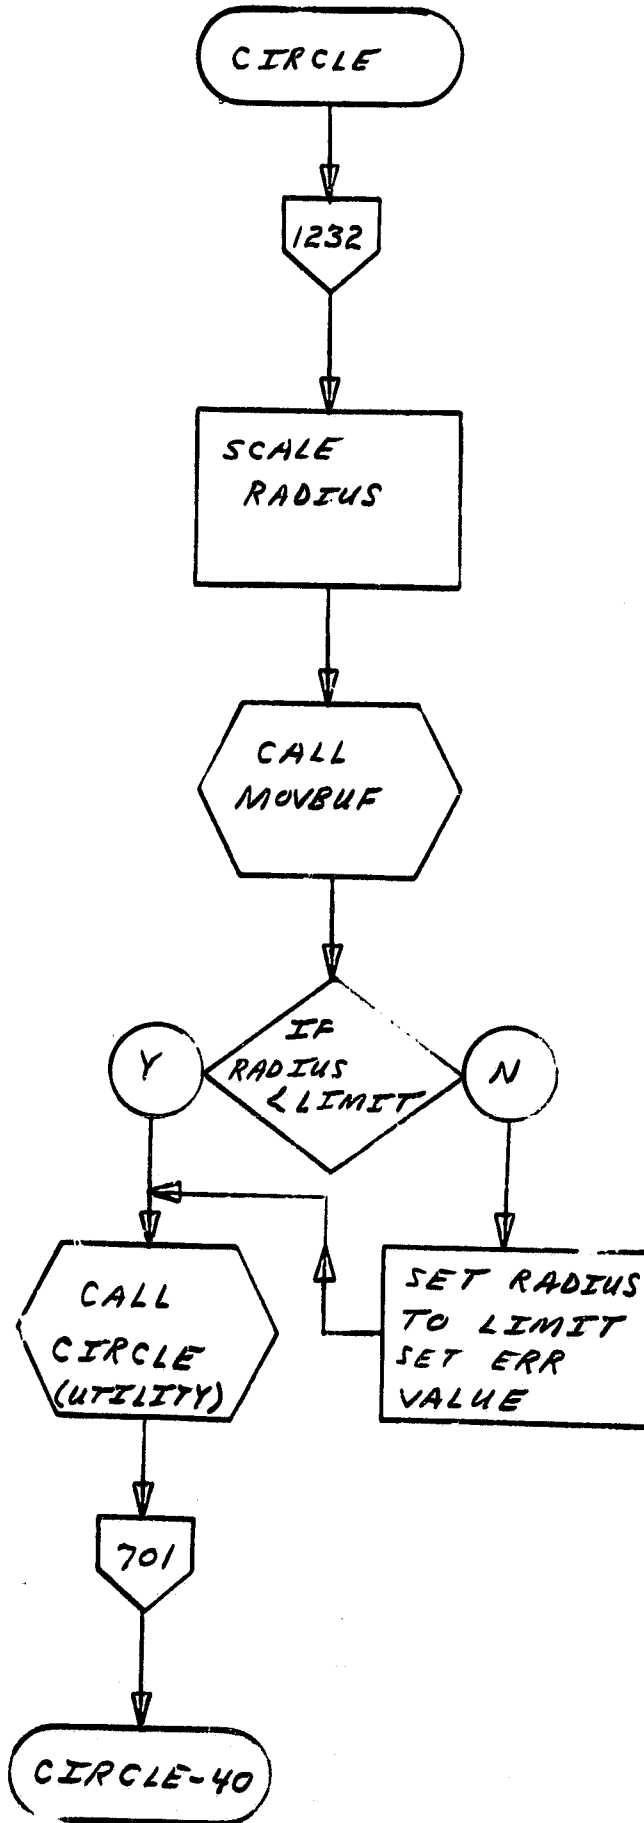 CIRCLE
1232
SCALE
RADIUS
CALL
MOVBUF
IF
RADIUS
< LIMIT
Y
N
CALL
CIRCLE
(UTILITY)
SET RADIUS
TO LIMIT
SET ERR
VALUE
701
CIRCLE-40